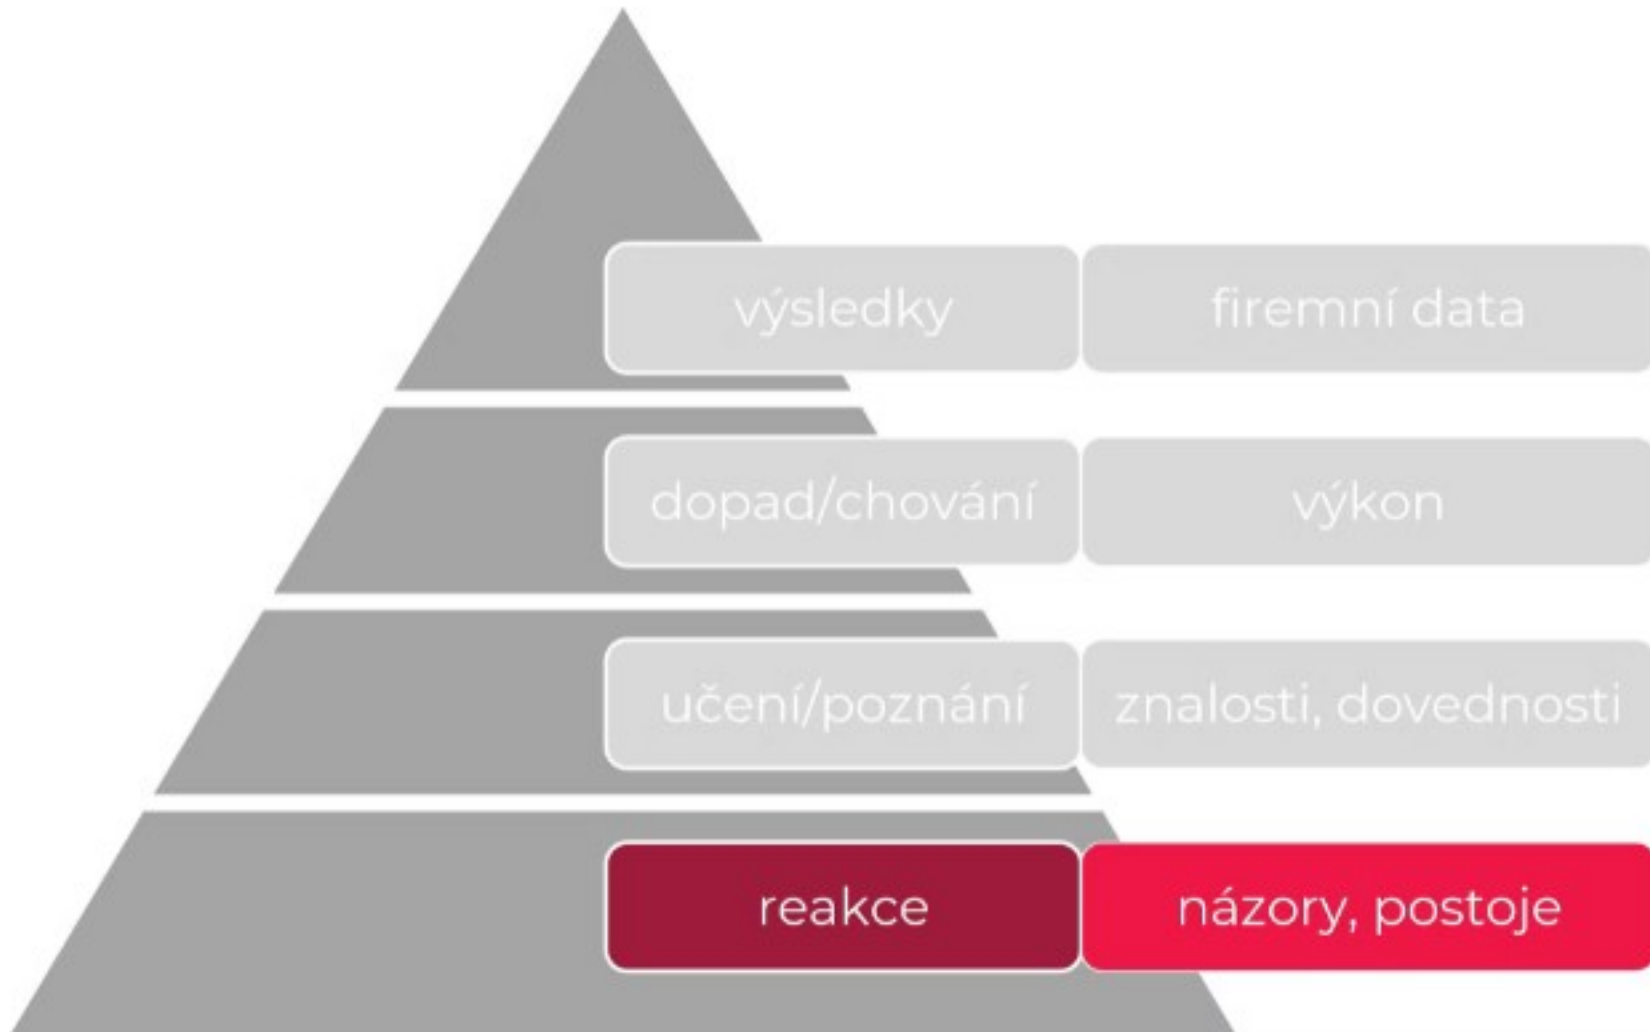 výsledky
firemní data
dopad/chování
výkon
učení/poznání
znalosti, dovednosti
reakce
názory, postoje